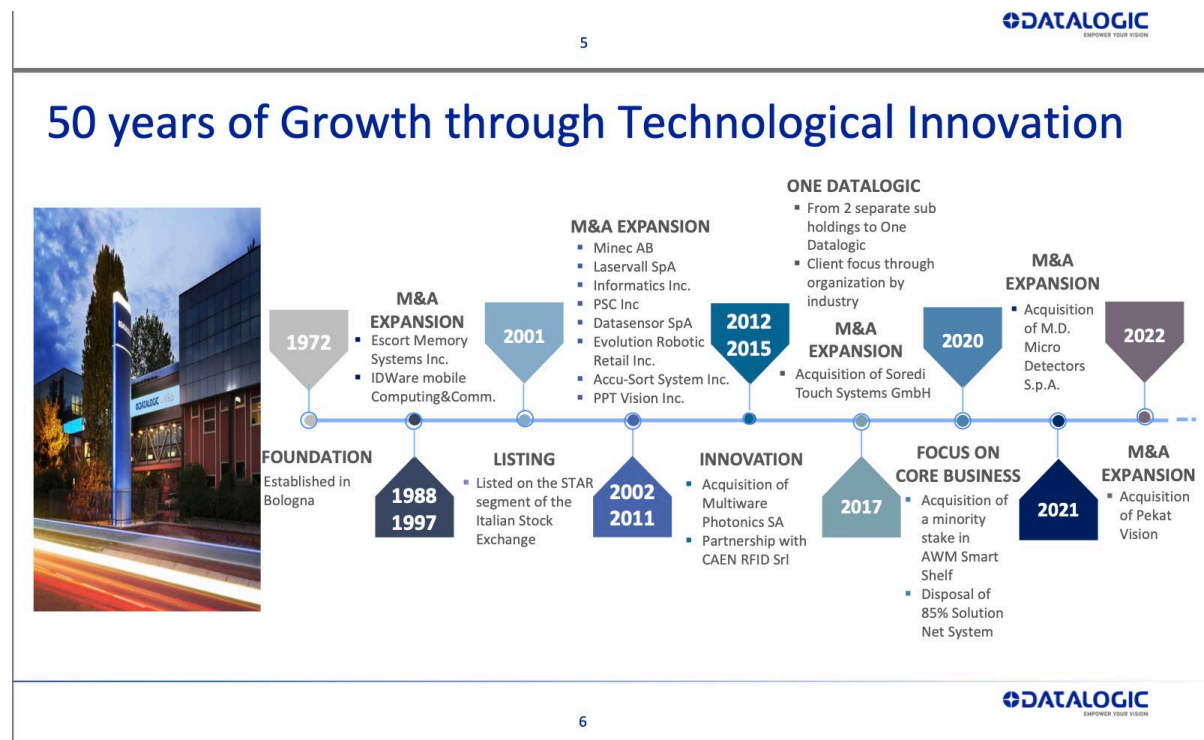 DATALOGIC
EMPOWER YOUR VISION
5
50 years of Growth through Technological Innovation
1972
FOUNDATION
Established in
Bologna
M&A
EXPANSION
▪ Escort Memory
Systems Inc.
▪ IDWare mobile
Computing&Comm.
1988
1997
2001
LISTING
▪ Listed on the STAR
segment of the
Italian Stock
Exchange
M&A EXPANSION
▪ Minec AB
▪ Laservall SpA
▪ Informatics Inc.
▪ PSC Inc
▪ Datasensor SpA
▪ Evolution Robotic
Retail Inc.
▪ Accu-Sort System Inc.
▪ PPT Vision Inc.
2002
2011
2012
2015
INNOVATION
▪ Acquisition of
Multiware
Photonics SA
▪ Partnership with
CAEN RFID Srl
ONE DATALOGIC
▪ From 2 separate sub
holdings to One
Datalogic
▪ Client focus through
organization by
industry
M&A
EXPANSION
▪ Acquisition of Soredi
Touch Systems GmbH
2017
2020
FOCUS ON
CORE BUSINESS
▪ Acquisition of
a minority
stake in
AWM Smart
Shelf
▪ Disposal of
85% Solution
Net System
M&A
EXPANSION
▪ Acquisition
of M.D.
Micro
Detectors
S.p.A.
2021
2022
M&A
EXPANSION
▪ Acquisition
of Pekat
Vision
DATALOGIC
EMPOWER YOUR VISION
6